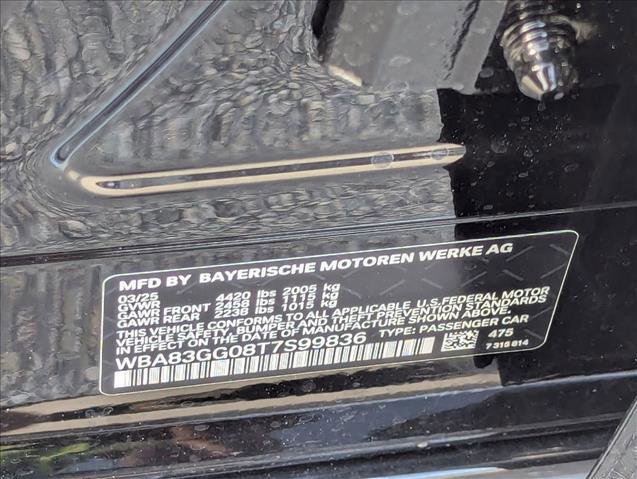 MFD BY BAYERISCHE MOTOREN WERKE AG
03/25
GVWR 4420 lbs 2005 kg
GAWR FRONT 2458 lbs 1115 kg
GAWR REAR 2238 lbs 1015 kg
THIS VEHICLE CONFORMS TO ALL APPLICABLE U.S. FEDERAL MOTOR
VEHICLE SAFETY, BUMPER AND THEFT PREVENTION STANDARDS
IN EFFECT ON THE DATE OF MANUFACTURE SHOWN ABOVE.
WBA83GG08T7S99836 TYPE: PASSENGER CAR 475
7 315 814